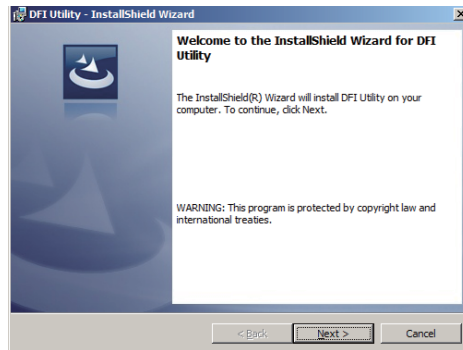 DFI Utility - InstallShield Wizard
Welcome to the InstallShield Wizard for DFI
Utility
The InstallShield(R) Wizard will install DFI Utility on your
computer. To continue, click Next.
WARNING: This program is protected by copyright law and
international treaties.
< Back Next > Cancel